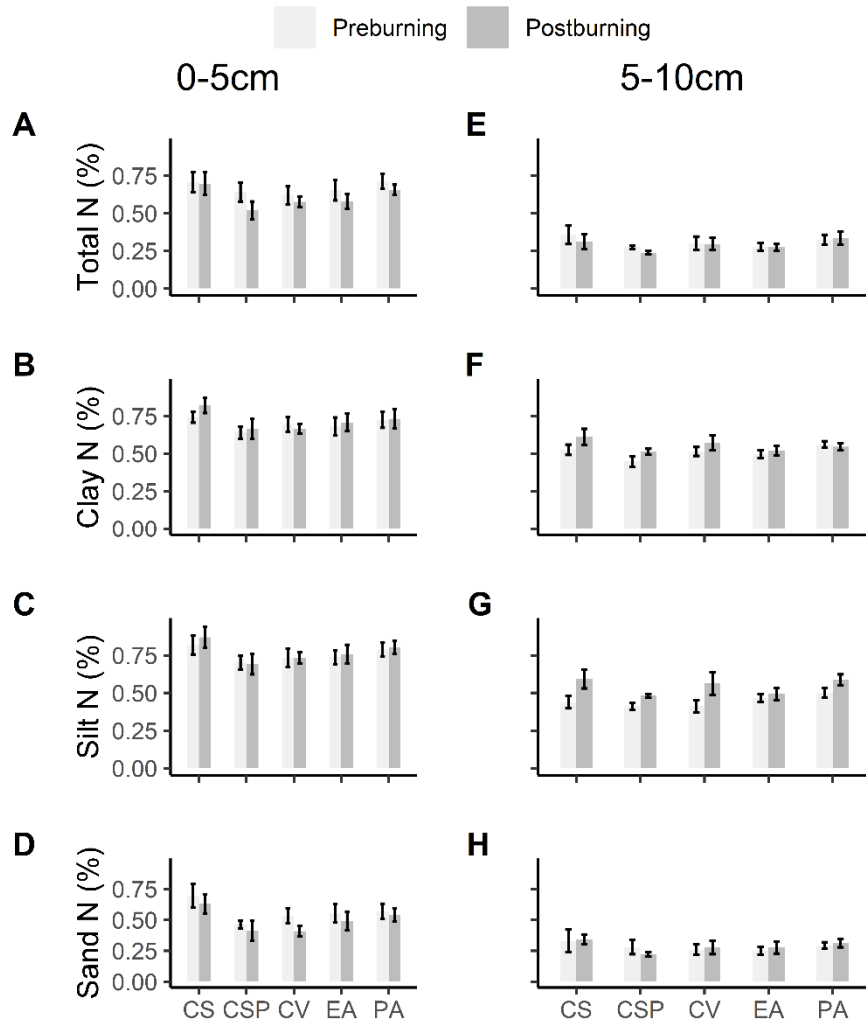 Preburning Postburning
0-5cm 5-10cm
A
Total N (%)
0.75
0.50
0.25
0.00
E
B
Clay N (%)
0.75
0.50
0.25
0.00
F
C
Silt N (%)
0.75
0.50
0.25
0.00
G
D
Sand N (%)
0.75
0.50
0.25
0.00
H
CS CSP CV EA PA
CS CSP CV EA PA